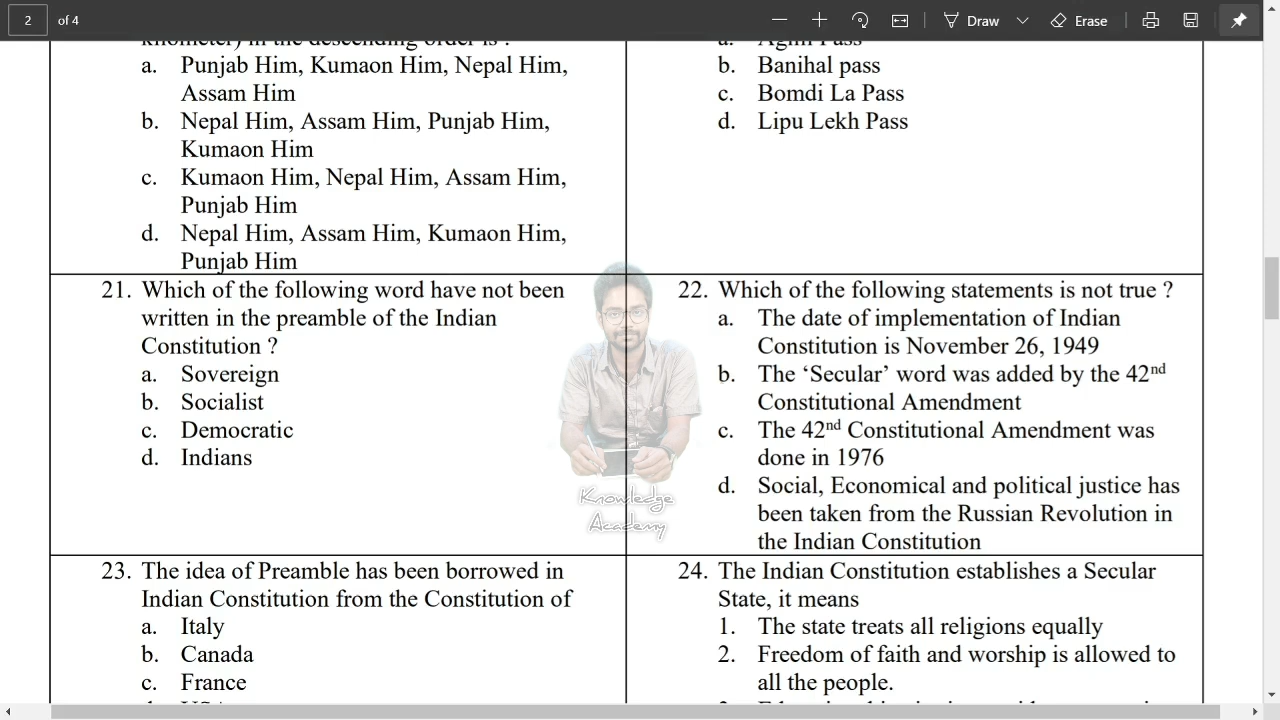 2 of 4 Draw Erase
kilometer) in the descending order is ?
a. Punjab Him, Kumaon Him, Nepal Him,
Assam Him
b. Nepal Him, Assam Him, Punjab Him,
Kumaon Him
c. Kumaon Him, Nepal Him, Assam Him,
Punjab Him
d. Nepal Him, Assam Him, Kumaon Him,
Punjab Him
a. Aghil Pass
b. Banihal pass
c. Bomdi La Pass
d. Lipu Lekh Pass
21. Which of the following word have not been
written in the preamble of the Indian
Constitution ?
a. Sovereign
b. Socialist
c. Democratic
d. Indians
22. Which of the following statements is not true ?
a. The date of implementation of Indian
Constitution is November 26, 1949
b. The ‘Secular’ word was added by the 42nd
Constitutional Amendment
c. The 42nd Constitutional Amendment was
done in 1976
d. Social, Economical and political justice has
been taken from the Russian Revolution in
the Indian Constitution
Knowledge
Academy
23. The idea of Preamble has been borrowed in
Indian Constitution from the Constitution of
a. Italy
b. Canada
c. France
24. The Indian Constitution establishes a Secular
State, it means
1. The state treats all religions equally
2. Freedom of faith and worship is allowed to
all the people.